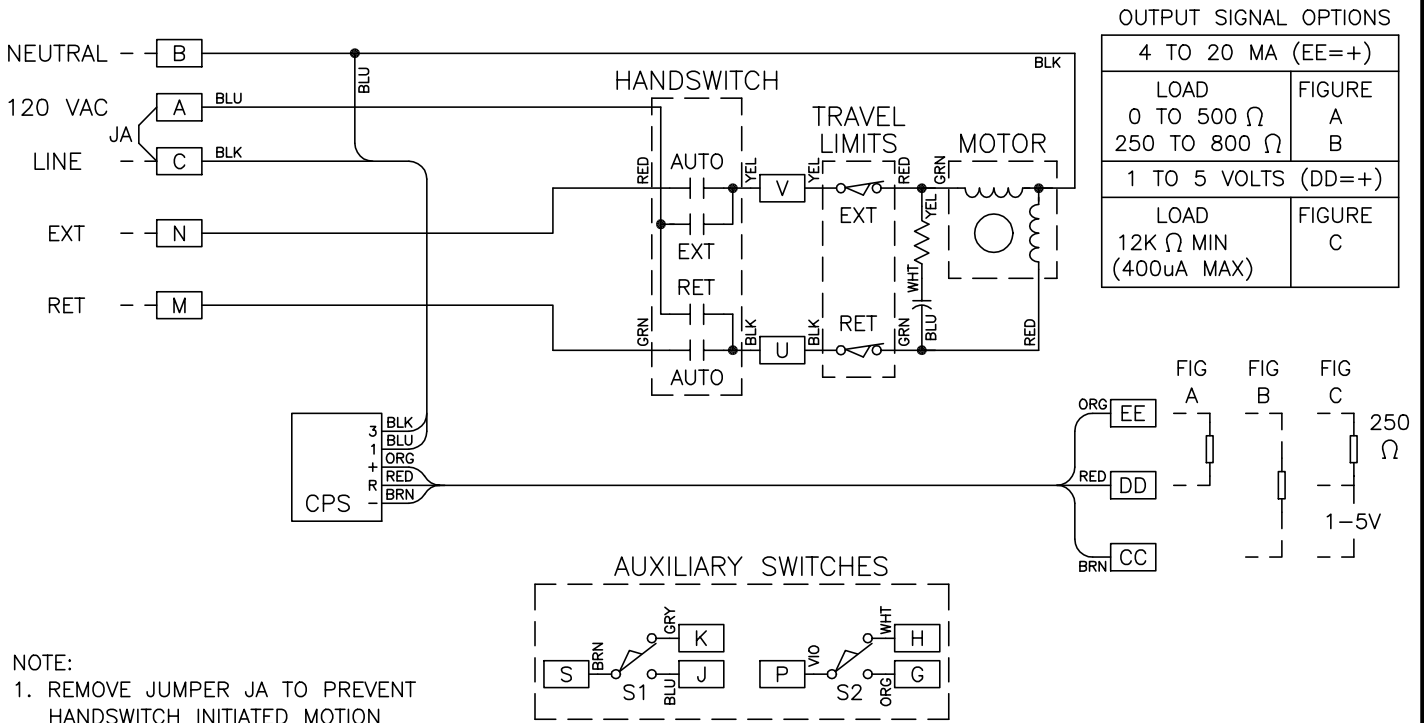 OUTPUT SIGNAL OPTIONS
4 TO 20 MA (EE=+)
LOAD FIGURE
0 TO 500 Ω A
250 TO 800 Ω B
1 TO 5 VOLTS (DD=+)
LOAD FIGURE
12K Ω MIN C
(400uA MAX)
NEUTRAL B
BLU
BLK
120 VAC A BLU
JA
LINE C BLK
EXT N
RET M
HANDSWITCH
RED AUTO YEL
EXT
RET
GRN BLK
AUTO
V YEL
U BLK
TRAVEL
LIMITS
EXT RED
RET GRN
YEL
WHT
BLU
MOTOR
GRN
RED
CPS
3 BLK
1 BLU
+ ORG
R RED
- BRN
ORG EE
RED DD
BRN CC
FIG FIG FIG
A B C
250
Ω
1-5V
AUXILIARY SWITCHES
S BRN S1 GRY K
BLU J
P VIO S2 WHT H
ORG G
NOTE:
1. REMOVE JUMPER JA TO PREVENT
HANDSWITCH INITIATED MOTION